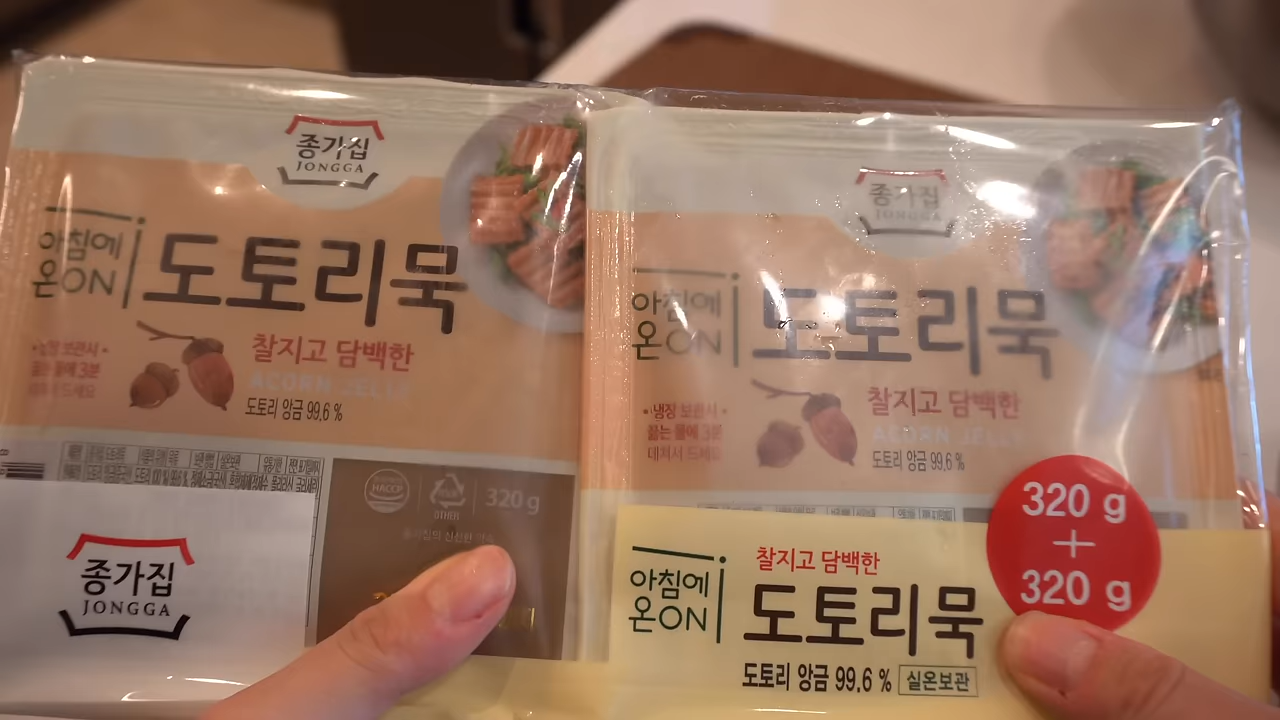 종가집
JONGGA
아침에
온ON
도토리묵
찰지고 담백한
ACORN JELLY
도토리 앙금 99.6 %
HACCP
OTHER
320 g
종가집
JONGGA
종가집
JONGGA
아침에
온ON
도토리묵
찰지고 담백한
ACORN JELLY
냉장 보관시
끓는 물에 3분
데쳐서 드세요
도토리 앙금 99.6 %
320 g
+
320 g
아침에
온ON
찰지고 담백한
도토리묵
도토리 앙금 99.6 %
실온보관